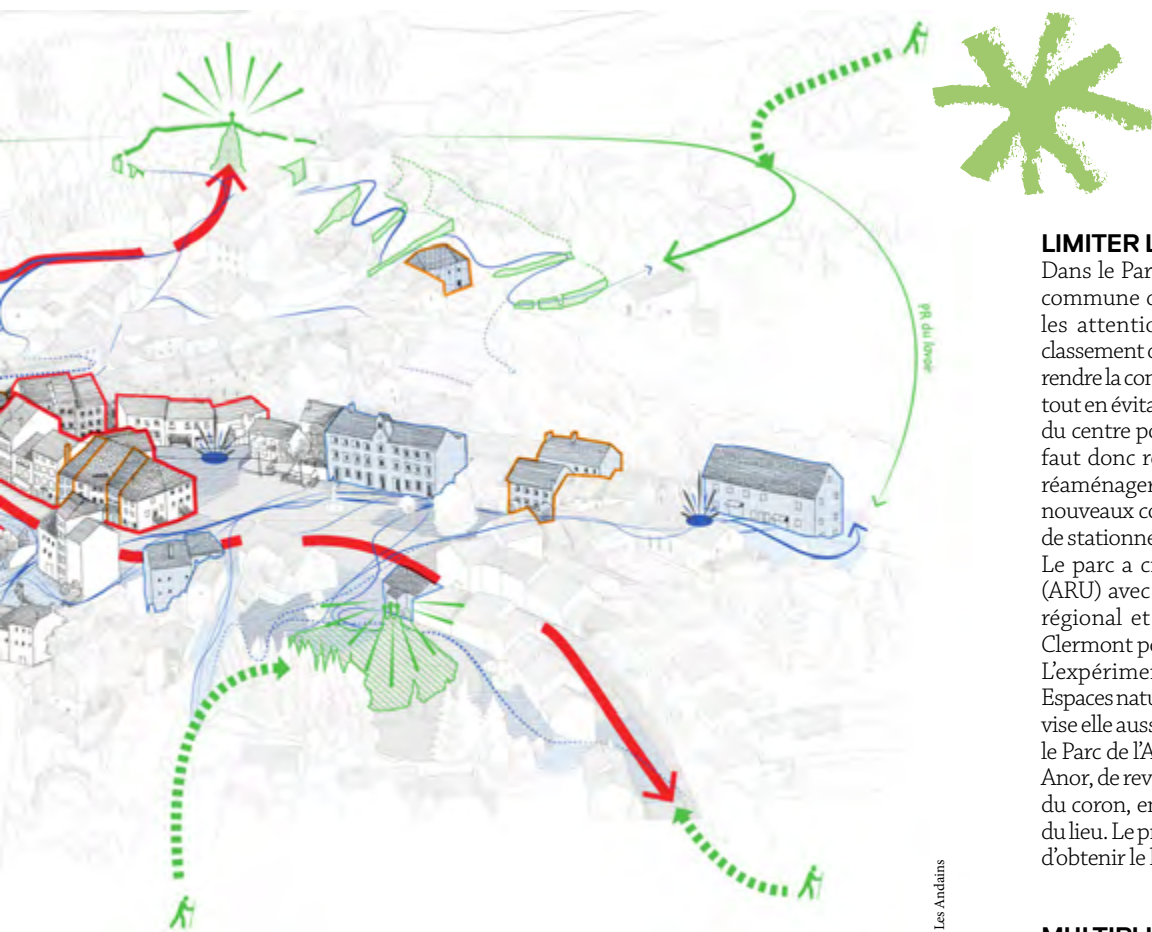 PR du lavoir
Les Andains
LIMITER L
Dans le Par
commune d
les attentio
classement d
rendre la con
tout en évita
du centre po
faut donc re
réaménager
nouveaux co
de stationne
Le parc a cr
(ARU) avec
régional et
Clermont po
L'expérimen
Espaces natu
vise elle auss
le Parc de l'A
Anor, de rev
du coron, en
du lieu. Le pr
d'obtenir le l
MULTIPLI